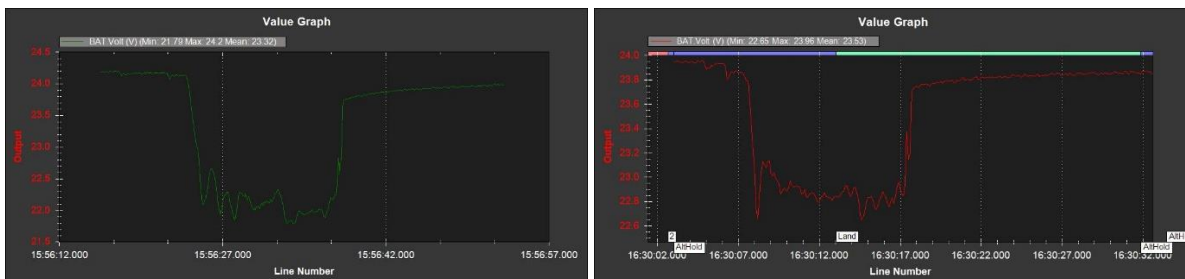 Value Graph
BAT.Volt (V) (Min: 21.79 Max: 24.2 Mean: 23.32)
24.5
24.0
23.5
23.0
22.5
22.0
21.5
Output
15:56:12.000 15:56:27.000 15:56:42.000 15:56:57.000
Line Number
Value Graph
BAT.Volt (V) (Min: 22.65 Max: 23.96 Mean: 23.53)
24.0
23.8
23.6
23.4
23.2
23.0
22.8
22.6
Output
2 Land AltH
AltHold AltHold
16:30:02.000 16:30:07.000 16:30:12.000 16:30:17.000 16:30:22.000 16:30:27.000 16:30:32.000
Line Number